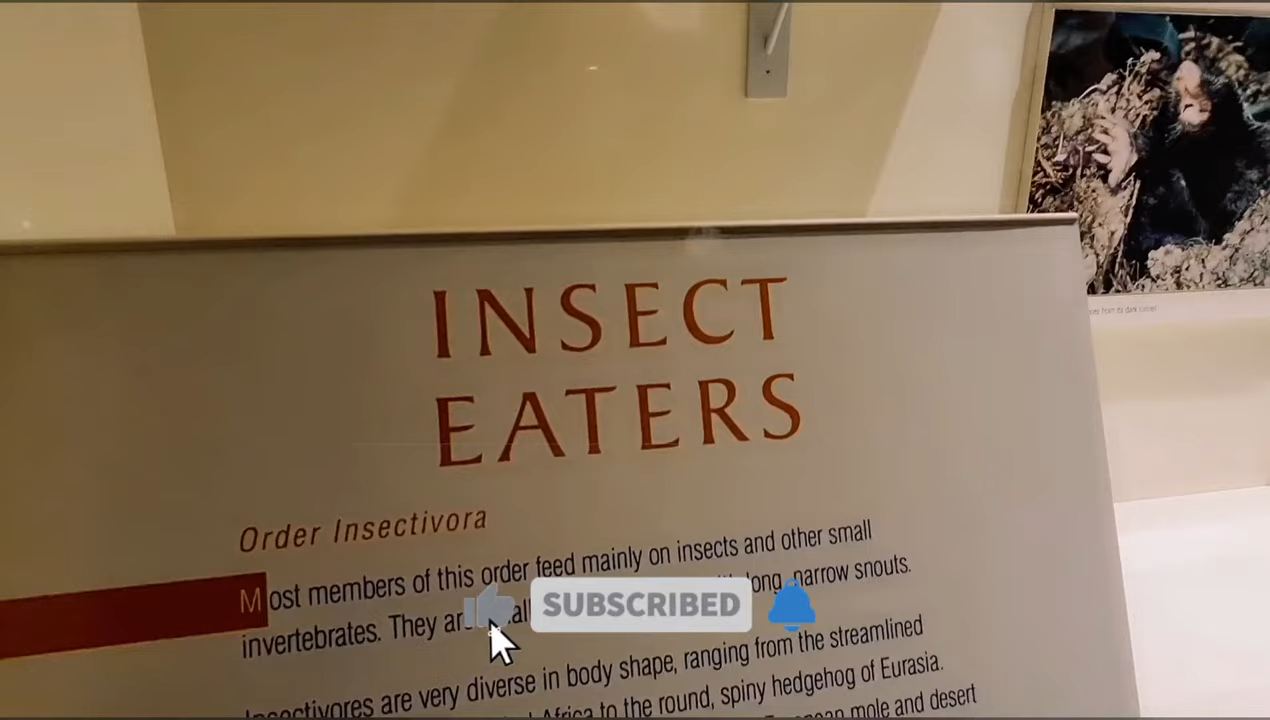 INSECT
EATERS
Order Insectivora
Most members of this order feed mainly on insects and other small
invertebrates. They are long, narrow snouts.
SUBSCRIBED
Insectivores are very diverse in body shape, ranging from the streamlined
Africa to the round, spiny hedgehog of Eurasia.
mole and desert